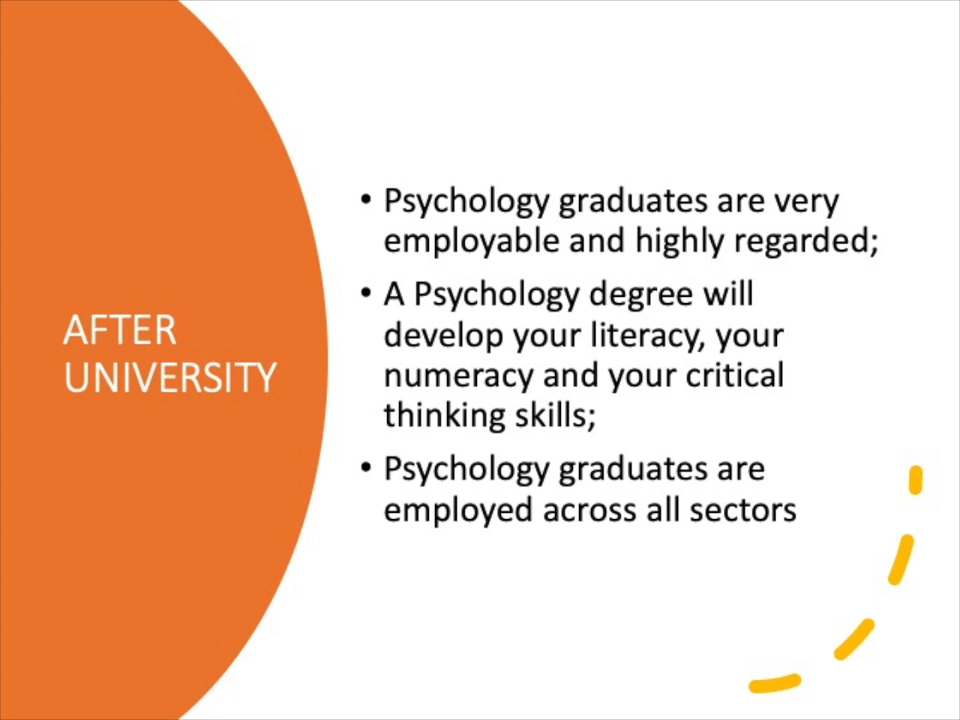 AFTER
UNIVERSITY
• Psychology graduates are very
employable and highly regarded;
• A Psychology degree will
develop your literacy, your
numeracy and your critical
thinking skills;
• Psychology graduates are
employed across all sectors